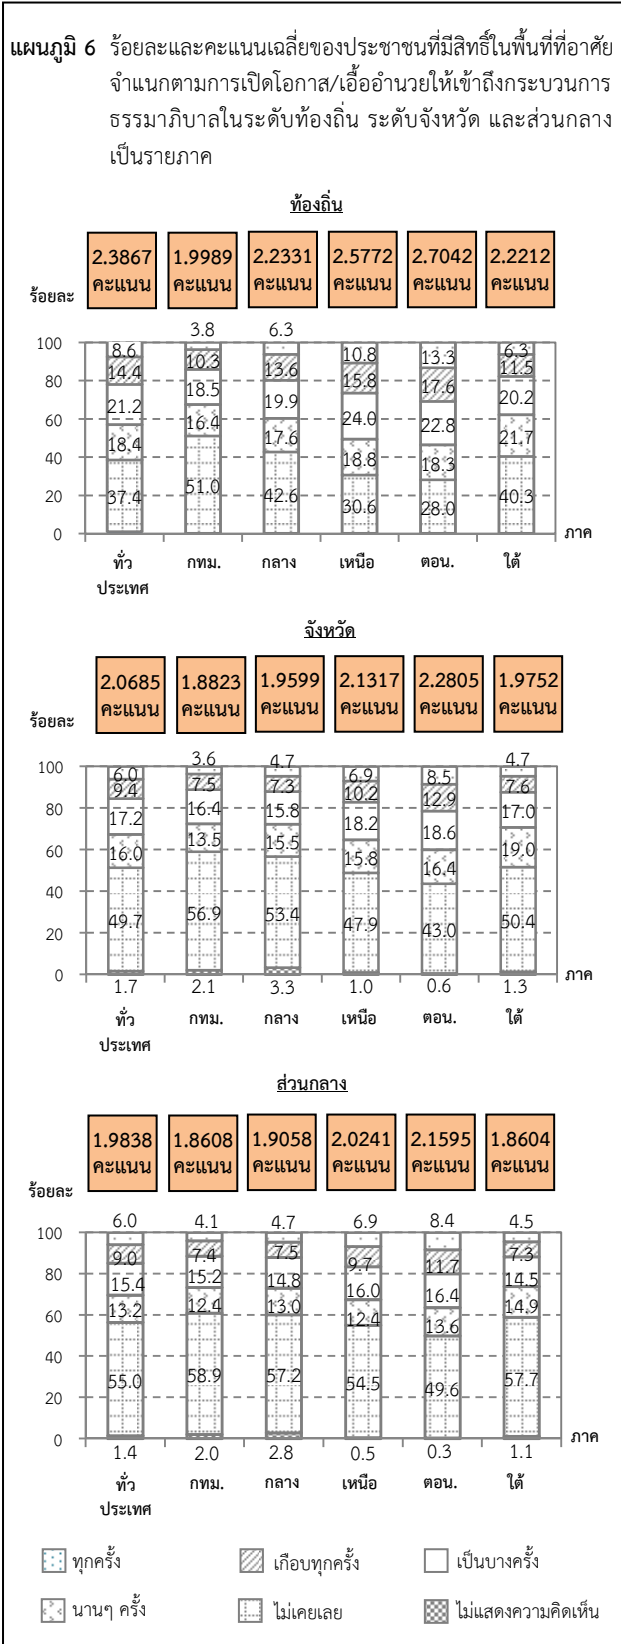 แผนภูมิ 6 ร้อยละและคะแนนเฉลี่ยของประชาชนที่มีสิทธิ์ในพื้นที่ที่อาศัย
จำแนกตามการเปิดโอกาส/เอื้ออำนวยให้เข้าถึงกระบวนการ
ธรรมาภิบาลในระดับท้องถิ่น ระดับจังหวัด และส่วนกลาง
เป็นรายภาค
ท้องถิ่น
2.3867 1.9989 2.2331 2.5772 2.7042 2.2212
คะแนน คะแนน คะแนน คะแนน คะแนน คะแนน
ร้อยละ
3.8 6.3
100 8.6 10.8 13.3 6.3
14.4 10.3 13.6 15.8 17.6 11.5
80
21.2 18.5 19.9 24.0 22.8 20.2
60
18.4 16.4 17.6 18.8 18.3 21.7
40
37.4 51.0 42.6 30.6 28.0 40.3
20
0 ภาค
ทั่ว กทม. กลาง เหนือ ตอน. ใต้
ประเทศ
จังหวัด
2.0685 1.8823 1.9599 2.1317 2.2805 1.9752
คะแนน คะแนน คะแนน คะแนน คะแนน คะแนน
ร้อยละ
100 6.0 3.6 4.7 6.9 8.5 4.7
9.4 7.5 7.3 10.2 12.9 7.6
80
17.2 16.4 15.8 18.2 18.6 17.0
60
16.0 13.5 15.5 15.8 16.4 19.0
40
49.7 56.9 53.4 47.9 43.0 50.4
20
0 ภาค
1.7 2.1 3.3 1.0 0.6 1.3
ทั่ว กทม. กลาง เหนือ ตอน. ใต้
ประเทศ
ส่วนกลาง
1.9838 1.8608 1.9058 2.0241 2.1595 1.8604
คะแนน คะแนน คะแนน คะแนน คะแนน คะแนน
ร้อยละ
6.0 4.1 4.7 6.9 8.4 4.5
100
9.0 7.4 7.5 9.7 11.7 7.3
80
15.4 15.2 14.8 16.0 16.4 14.5
60
13.2 12.4 13.0 12.4 13.6 14.9
40
55.0 58.9 57.2 54.5 49.6 57.7
20
0 ภาค
1.4 2.0 2.8 0.5 0.3 1.1
ทั่ว กทม. กลาง เหนือ ตอน. ใต้
ประเทศ
ทุกครั้ง เกือบทุกครั้ง เป็นบางครั้ง
นานๆ ครั้ง ไม่เคยเลย ไม่แสดงความคิดเห็น